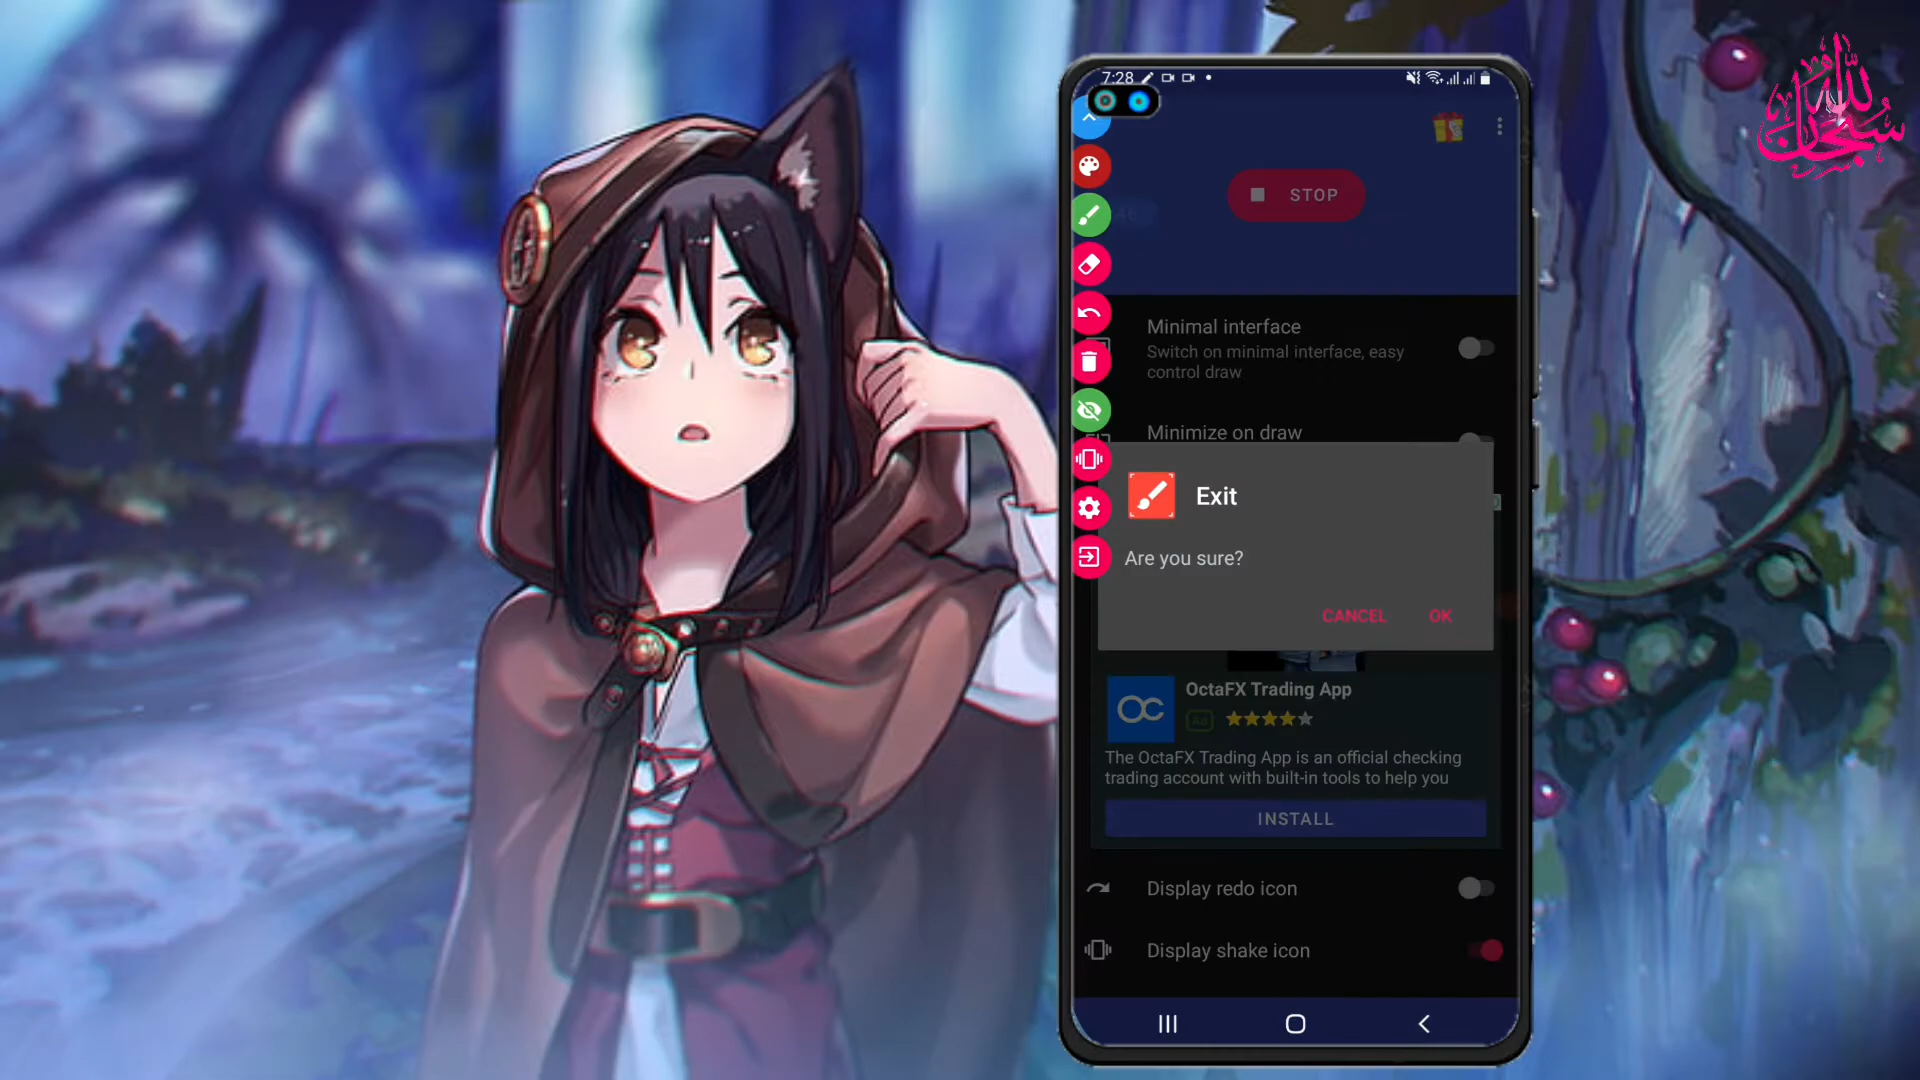 سبحان الله
7:28
STOP
Minimal interface
Switch on minimal interface, easy
control draw
Minimize on draw
Exit
Are you sure?
CANCEL OK
OC
OctaFX Trading App
Ad
The OctaFX Trading App is an official checking
trading account with built-in tools to help you
INSTALL
Display redo icon
Display shake icon